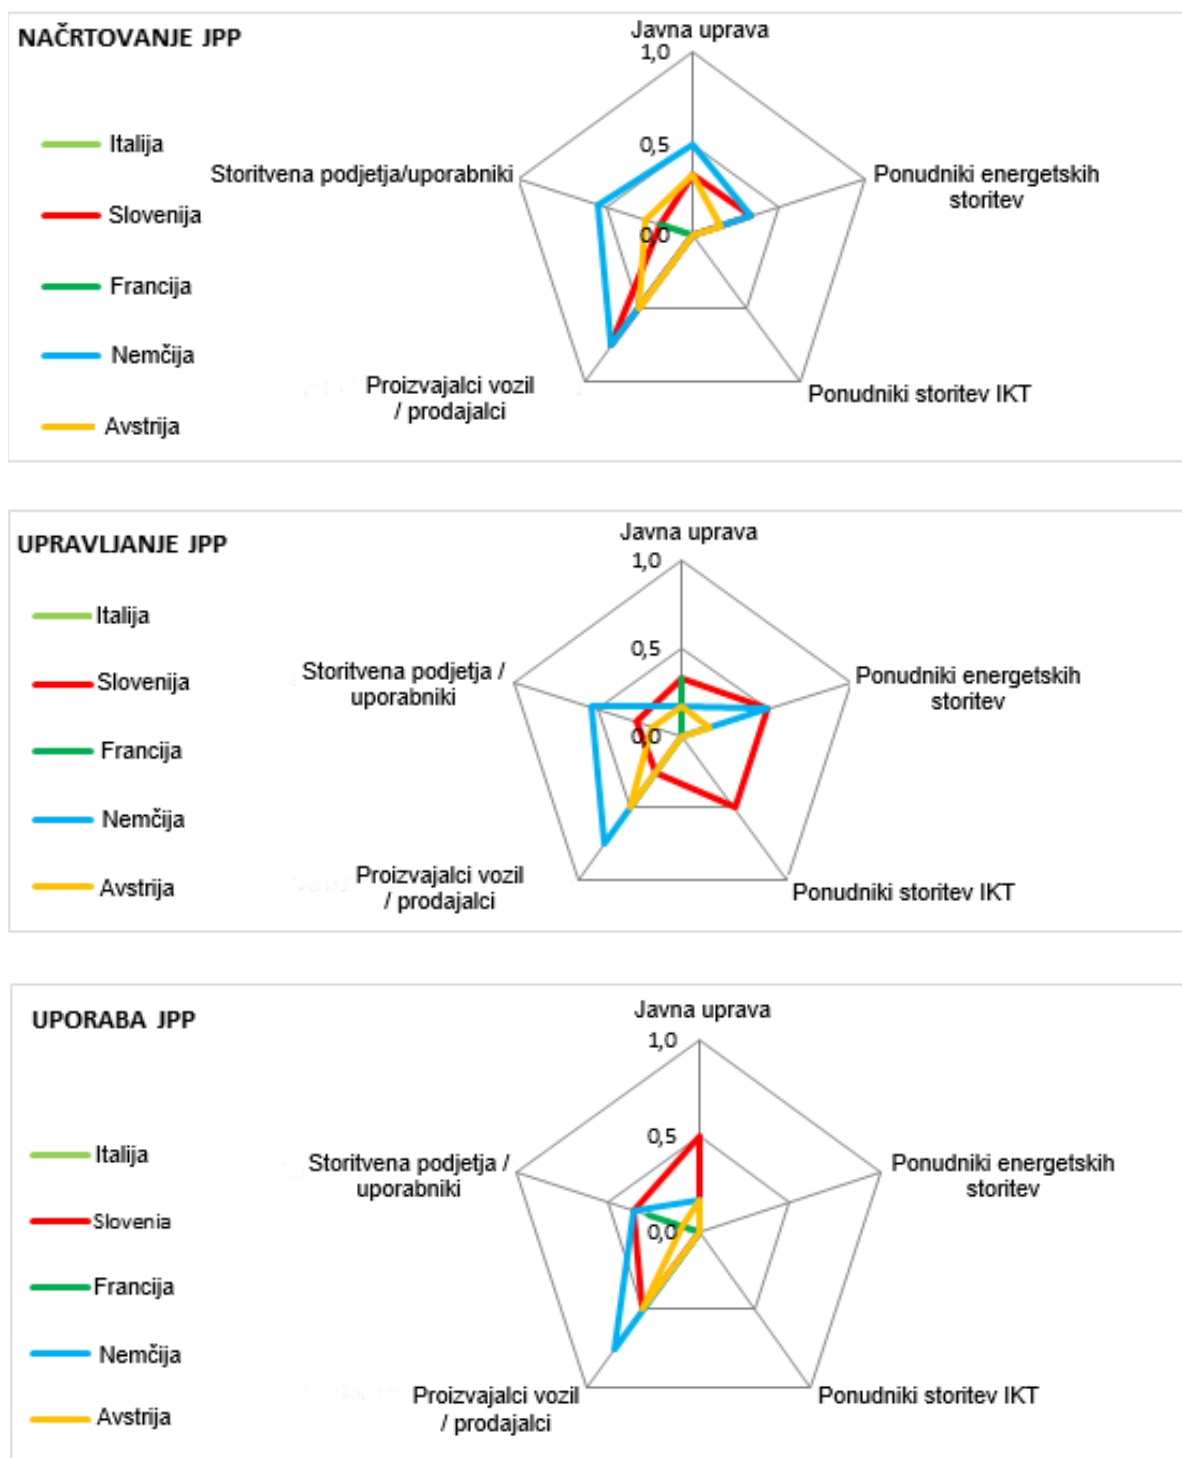 NAČRTOVANJE JPP
Javna uprava
1,0
Italija
0,5
Storitvena podjetja/uporabniki
Ponudniki energetskih
storitev
Slovenija
0,0
Francija
Nemčija
Proizvajalci vozil
/ prodajalci
Ponudniki storitev IKT
Avstrija
UPRAVLJANJE JPP
Javna uprava
1,0
Italija
0,5
Storitvena podjetja /
uporabniki
Ponudniki energetskih
storitev
Slovenija
0,0
Francija
Nemčija
Proizvajalci vozil
/ prodajalci
Ponudniki storitev IKT
Avstrija
UPORABA JPP
Javna uprava
1,0
0,5
Italija
Storitvena podjetja /
uporabniki
Ponudniki energetskih
storitev
Slovenia
0,0
Francija
Nemčija
Proizvajalci vozil
/ prodajalci
Ponudniki storitev IKT
Avstrija